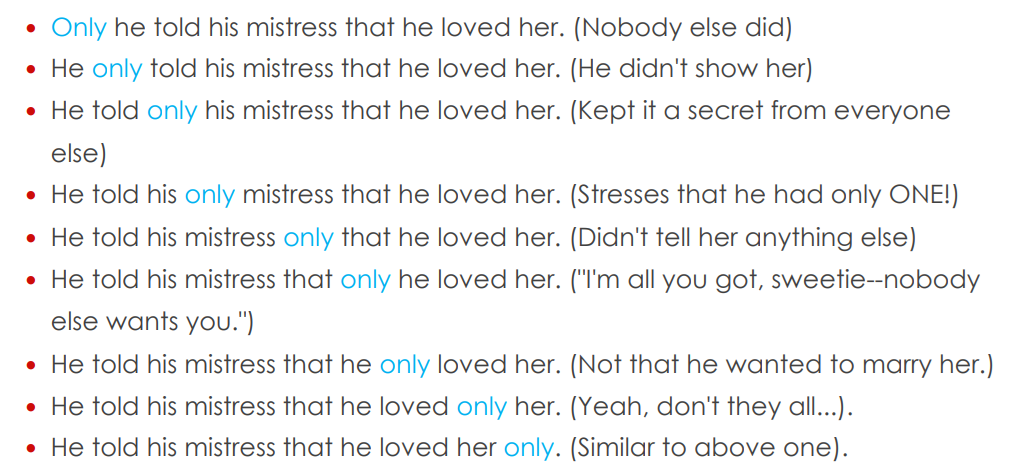 • Only he told his mistress that he loved her. (Nobody else did)
• He only told his mistress that he loved her. (He didn't show her)
• He told only his mistress that he loved her. (Kept it a secret from everyone
else)
• He told his only mistress that he loved her. (Stresses that he had only ONE!)
• He told his mistress only that he loved her. (Didn't tell her anything else)
• He told his mistress that only he loved her. ("I'm all you got, sweetie--nobody
else wants you.")
• He told his mistress that he only loved her. (Not that he wanted to marry her.)
• He told his mistress that he loved only her. (Yeah, don't they all...).
• He told his mistress that he loved her only. (Similar to above one).